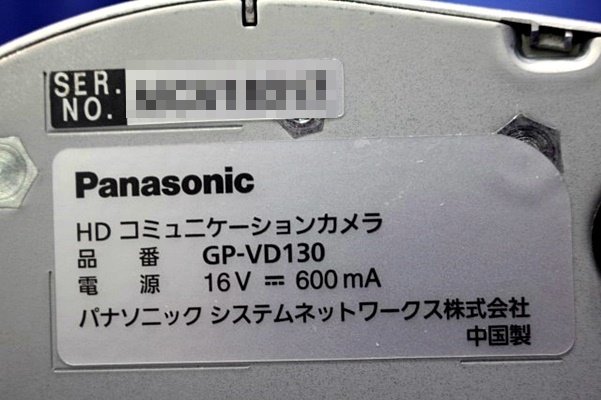 SER.
NO.
Panasonic
HD コミュニケーションカメラ
品 番 GP-VD130
電 源 16V ⎓ 600mA
パナソニック システムネットワークス株式会社
中国製